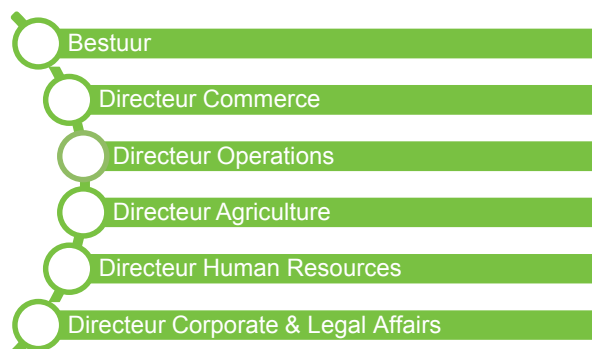 Bestuur
Directeur Commerce
Directeur Operations
Directeur Agriculture
Directeur Human Resources
Directeur Corporate & Legal Affairs